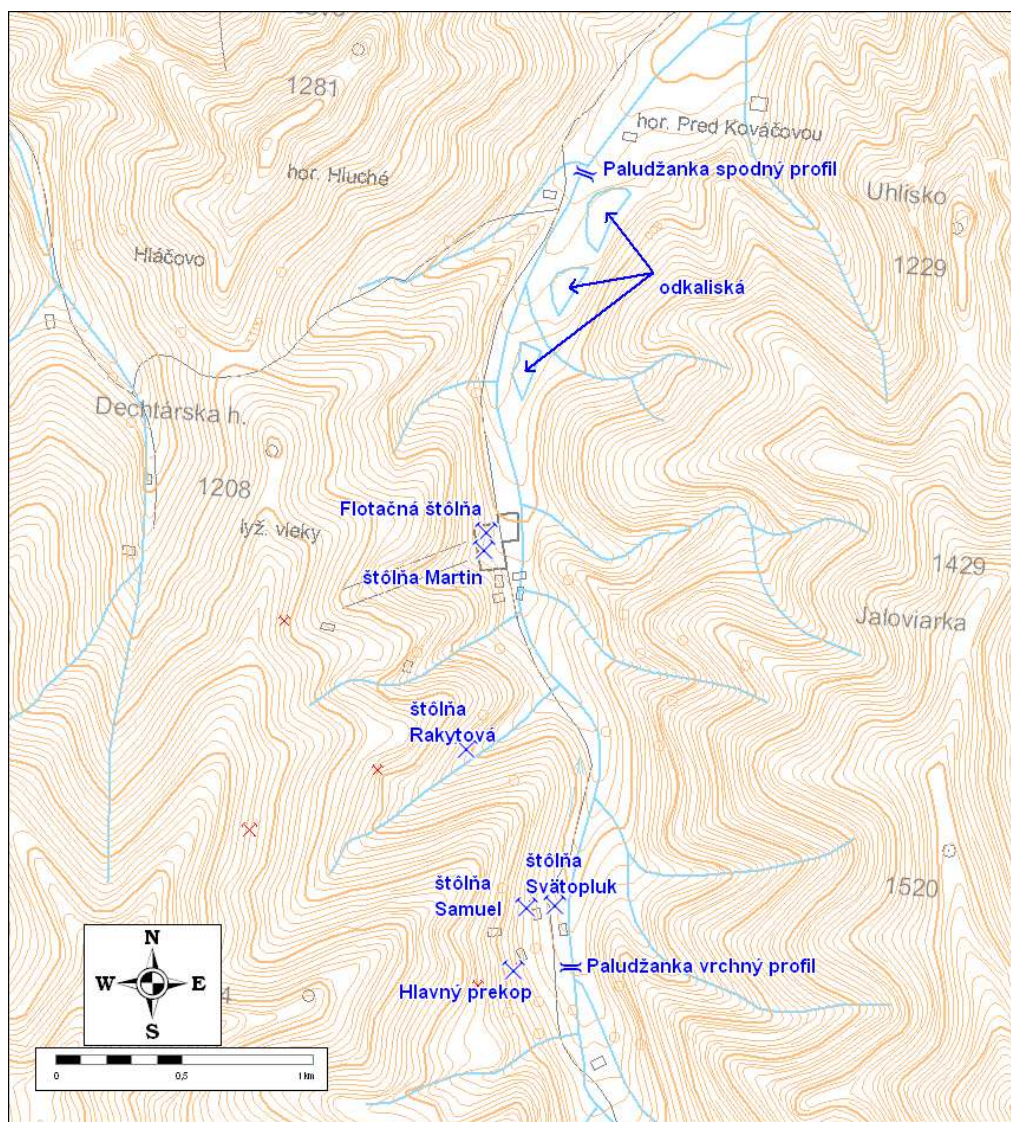 1281
hor. Pred Kováčovou
hor. Hluché
Paludžanka spodný profil
Uhlísko
Hláčovo
1229
odkaliská
Dechtárska h.
1208
Flotačná štôlňa
lyž. vleky
1429
štôlňa Martin
Jaloviarka
štôlňa
Rakytová
štôlňa
Svätopluk
štôlňa
Samuel
1520
N
W E
S
Paludžanka vrchný profil
Hlavný prekop
0 0,5 1 km